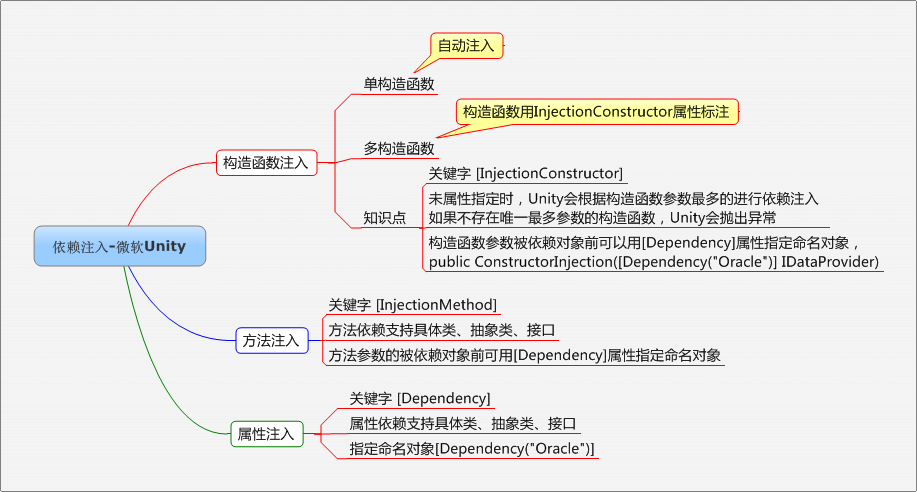 自动注入
单构造函数
构造函数用InjectionConstructor属性标注
多构造函数
构造函数注入
关键字 [InjectionConstructor]
未属性指定时，Unity会根据构造函数参数最多的进行依赖注入
如果不存在唯一最多参数的构造函数，Unity会抛出异常
知识点
构造函数参数被依赖对象前可以用[Dependency]属性指定命名对象，
public ConstructorInjection([Dependency("Oracle")] IDataProvider)
依赖注入-微软Unity
关键字 [InjectionMethod]
方法依赖支持具体类、抽象类、接口
方法注入
方法参数的被依赖对象前可用[Dependency]属性指定命名对象
关键字 [Dependency]
属性依赖支持具体类、抽象类、接口
属性注入
指定命名对象[Dependency("Oracle")]